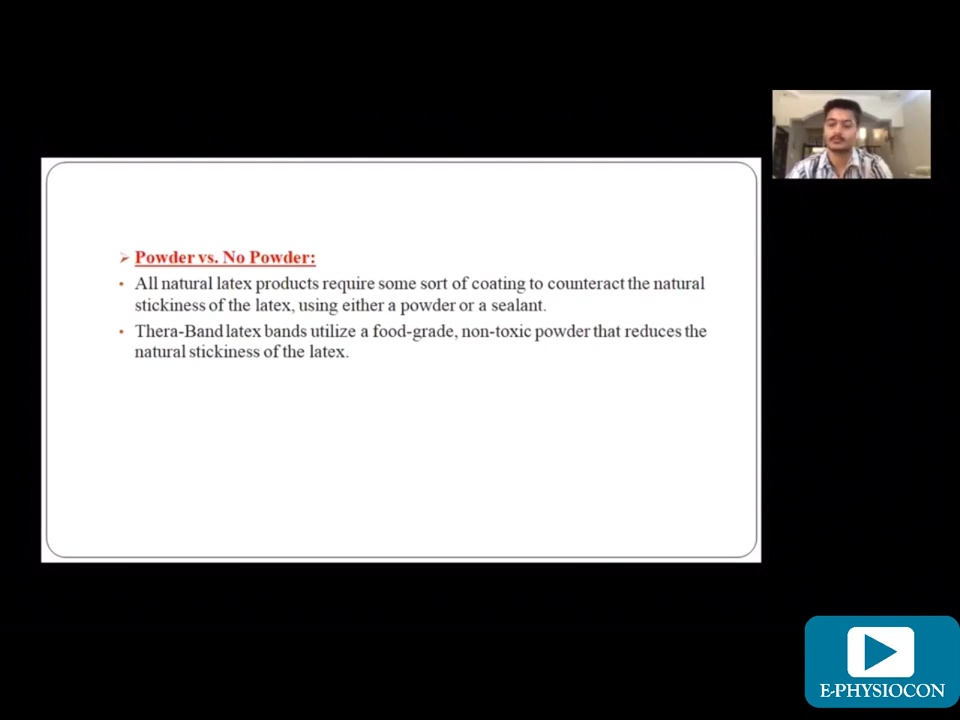 Powder vs. No Powder:
All natural latex products require some sort of coating to counteract the natural
stickiness of the latex, using either a powder or a sealant.
Thera-Band latex bands utilize a food-grade, non-toxic powder that reduces the
natural stickiness of the latex.
E-PHYSIOCON